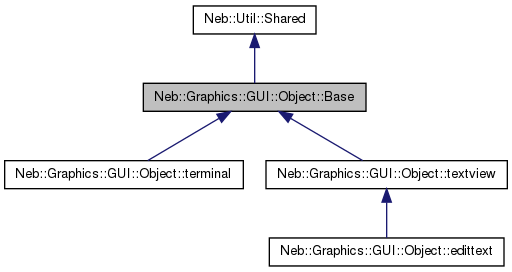 Neb::Util::Shared
Neb::Graphics::GUI::Object::Base
Neb::Graphics::GUI::Object::terminal
Neb::Graphics::GUI::Object::textview
Neb::Graphics::GUI::Object::edittext